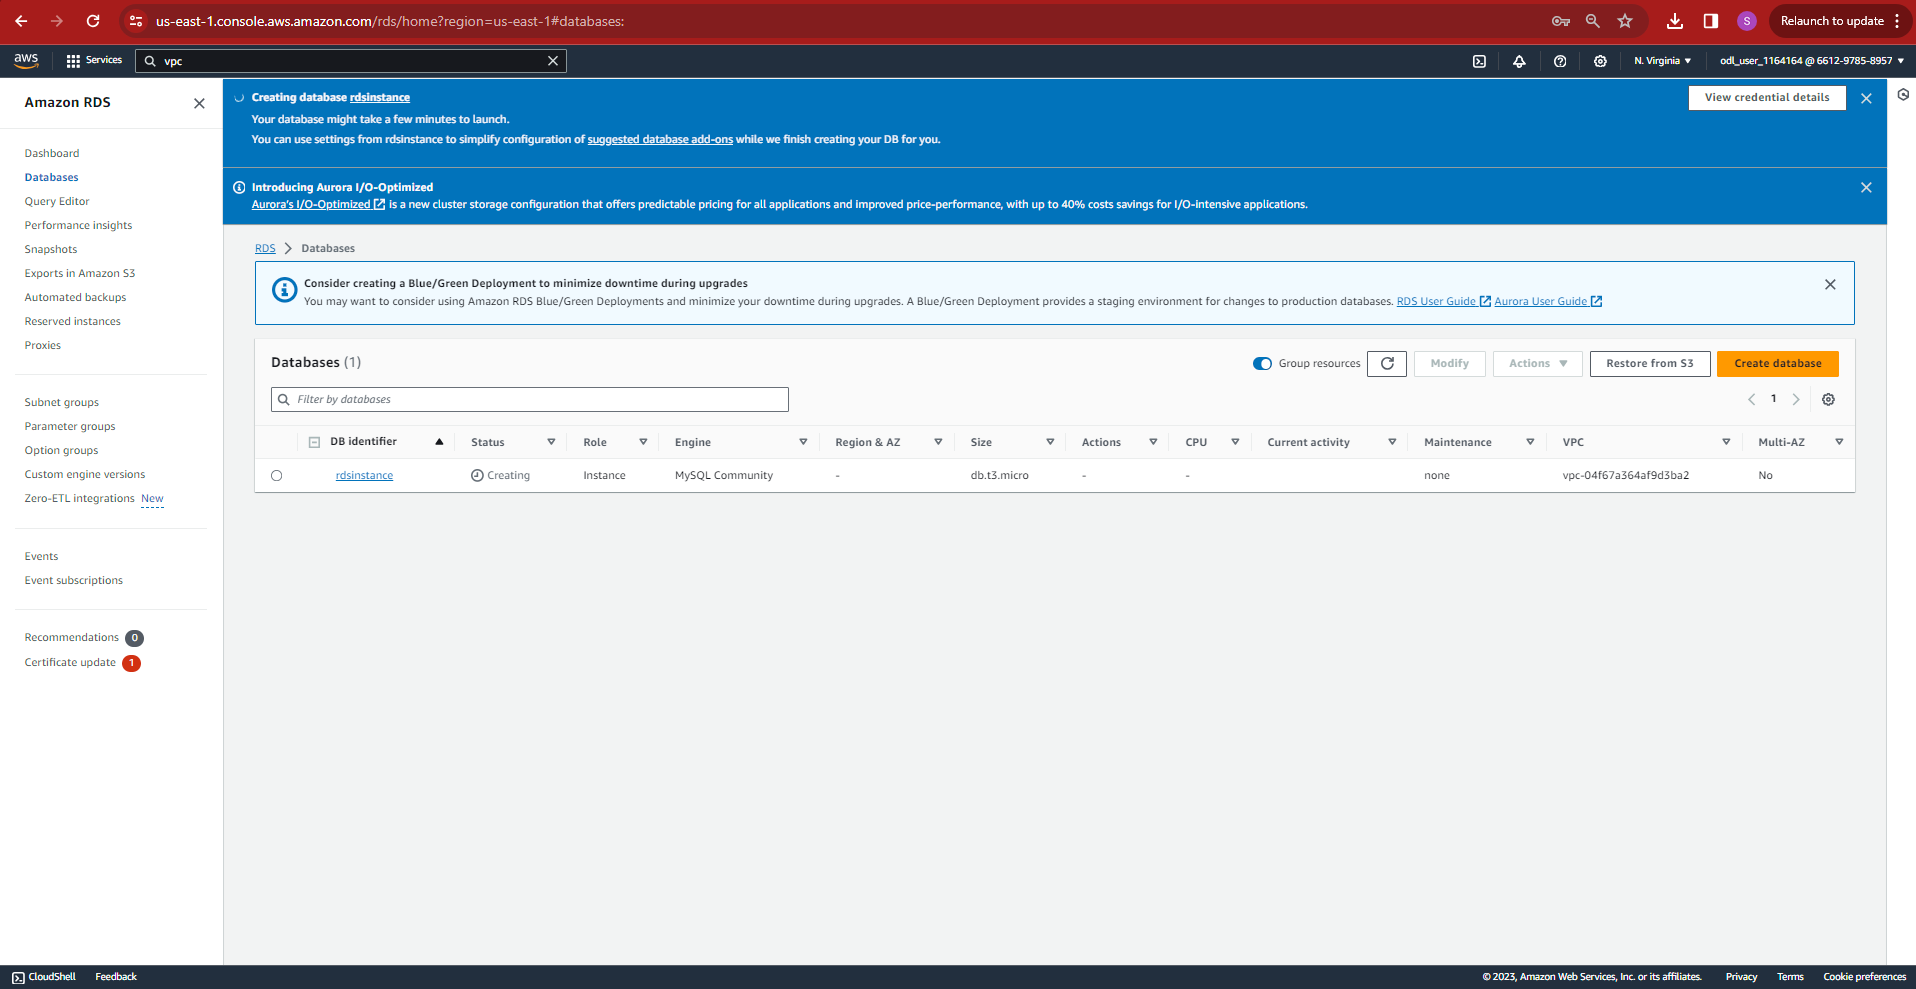 us-east-1.console.aws.amazon.com/rds/home?region=us-east-1#databases:
S
Relaunch to update
aws
Services
vpc
N. Virginia
odl_user_1164164 @ 6612-9785-8957
Amazon RDS
Dashboard
Databases
Query Editor
Performance insights
Snapshots
Exports in Amazon S3
Automated backups
Reserved instances
Proxies
Subnet groups
Parameter groups
Option groups
Custom engine versions
Zero-ETL integrations New
Events
Event subscriptions
Recommendations 0
Certificate update 1
Creating database rdsinstance
Your database might take a few minutes to launch.
You can use settings from rdsinstance to simplify configuration of suggested database add-ons while we finish creating your DB for you.
View credential details
Introducing Aurora I/O-Optimized
Aurora's I/O-Optimized is a new cluster storage configuration that offers predictable pricing for all applications and improved price-performance, with up to 40% costs savings for I/O-intensive applications.
RDS Databases
Consider creating a Blue/Green Deployment to minimize downtime during upgrades
You may want to consider using Amazon RDS Blue/Green Deployments and minimize your downtime during upgrades. A Blue/Green Deployment provides a staging environment for changes to production databases. RDS User Guide Aurora User Guide
Databases (1)
Group resources
Modify
Actions
Restore from S3
Create database
Filter by databases
1
DB identifier Status Role Engine Region & AZ Size Actions CPU Current activity Maintenance VPC Multi-AZ
rdsinstance Creating Instance MySQL Community - db.t3.micro - - none vpc-04f67a364af9d3ba2 No
CloudShell Feedback
© 2023, Amazon Web Services, Inc. or its affiliates. Privacy Terms Cookie preferences